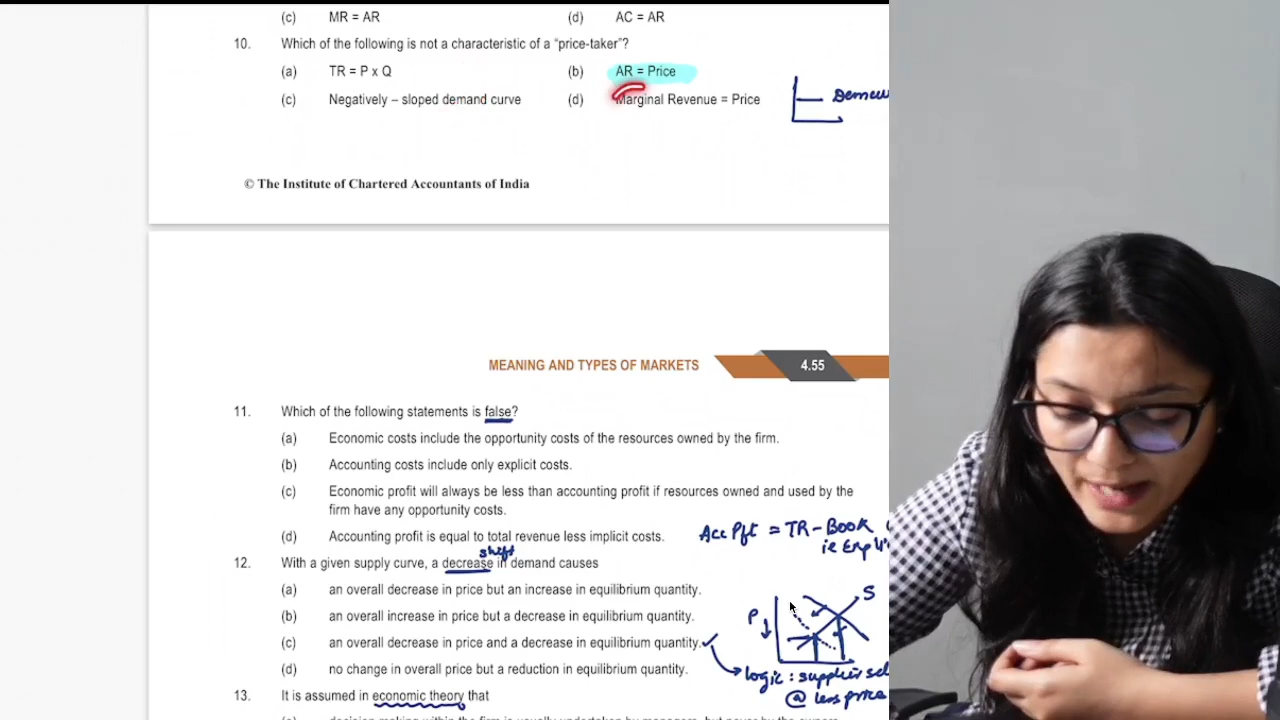 (c) MR = AR (d) AC = AR
10. Which of the following is not a characteristic of a “price-taker”?
(a) TR = P x Q (b) AR = Price
(c) Negatively – sloped demand curve (d) Marginal Revenue = Price
© The Institute of Chartered Accountants of India
MEANING AND TYPES OF MARKETS 4.55
11. Which of the following statements is false?
(a) Economic costs include the opportunity costs of the resources owned by the firm.
(b) Accounting costs include only explicit costs.
(c) Economic profit will always be less than accounting profit if resources owned and used by the
firm have any opportunity costs.
(d) Accounting profit is equal to total revenue less implicit costs.
Acc Pft = TR - Book
ie
shift
12. With a given supply curve, a decrease in demand causes
(a) an overall decrease in price but an increase in equilibrium quantity.
(b) an overall increase in price but a decrease in equilibrium quantity.
(c) an overall decrease in price and a decrease in equilibrium quantity.
(d) no change in overall price but a reduction in equilibrium quantity.
P S
logic : supplier
@ less price
13. It is assumed in economic theory that